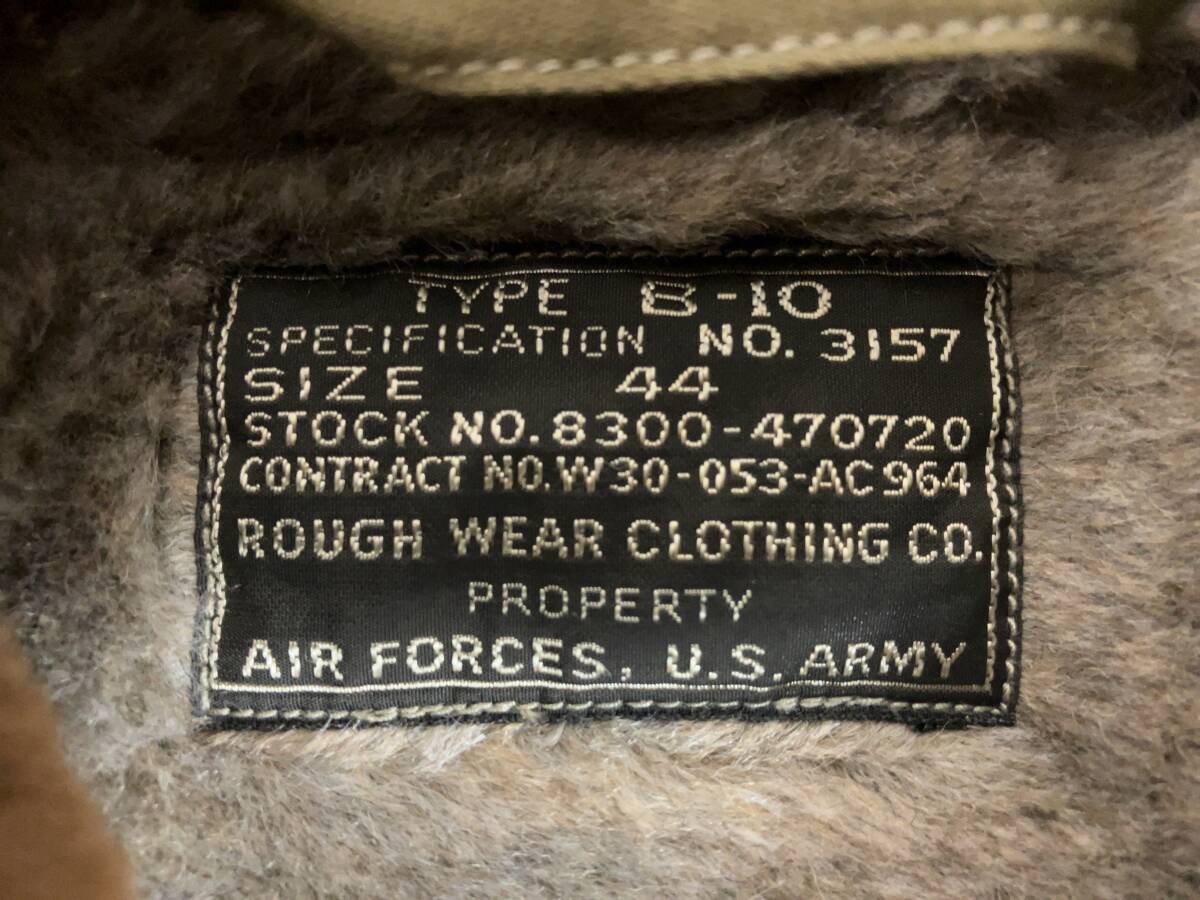 TYPE B-10
SPECIFICATION NO. 3157
SIZE 44
STOCK NO. 8300-470720
CONTRACT NO. W30-053-AC964
ROUGH WEAR CLOTHING CO.
PROPERTY
AIR FORCES, U.S. ARMY